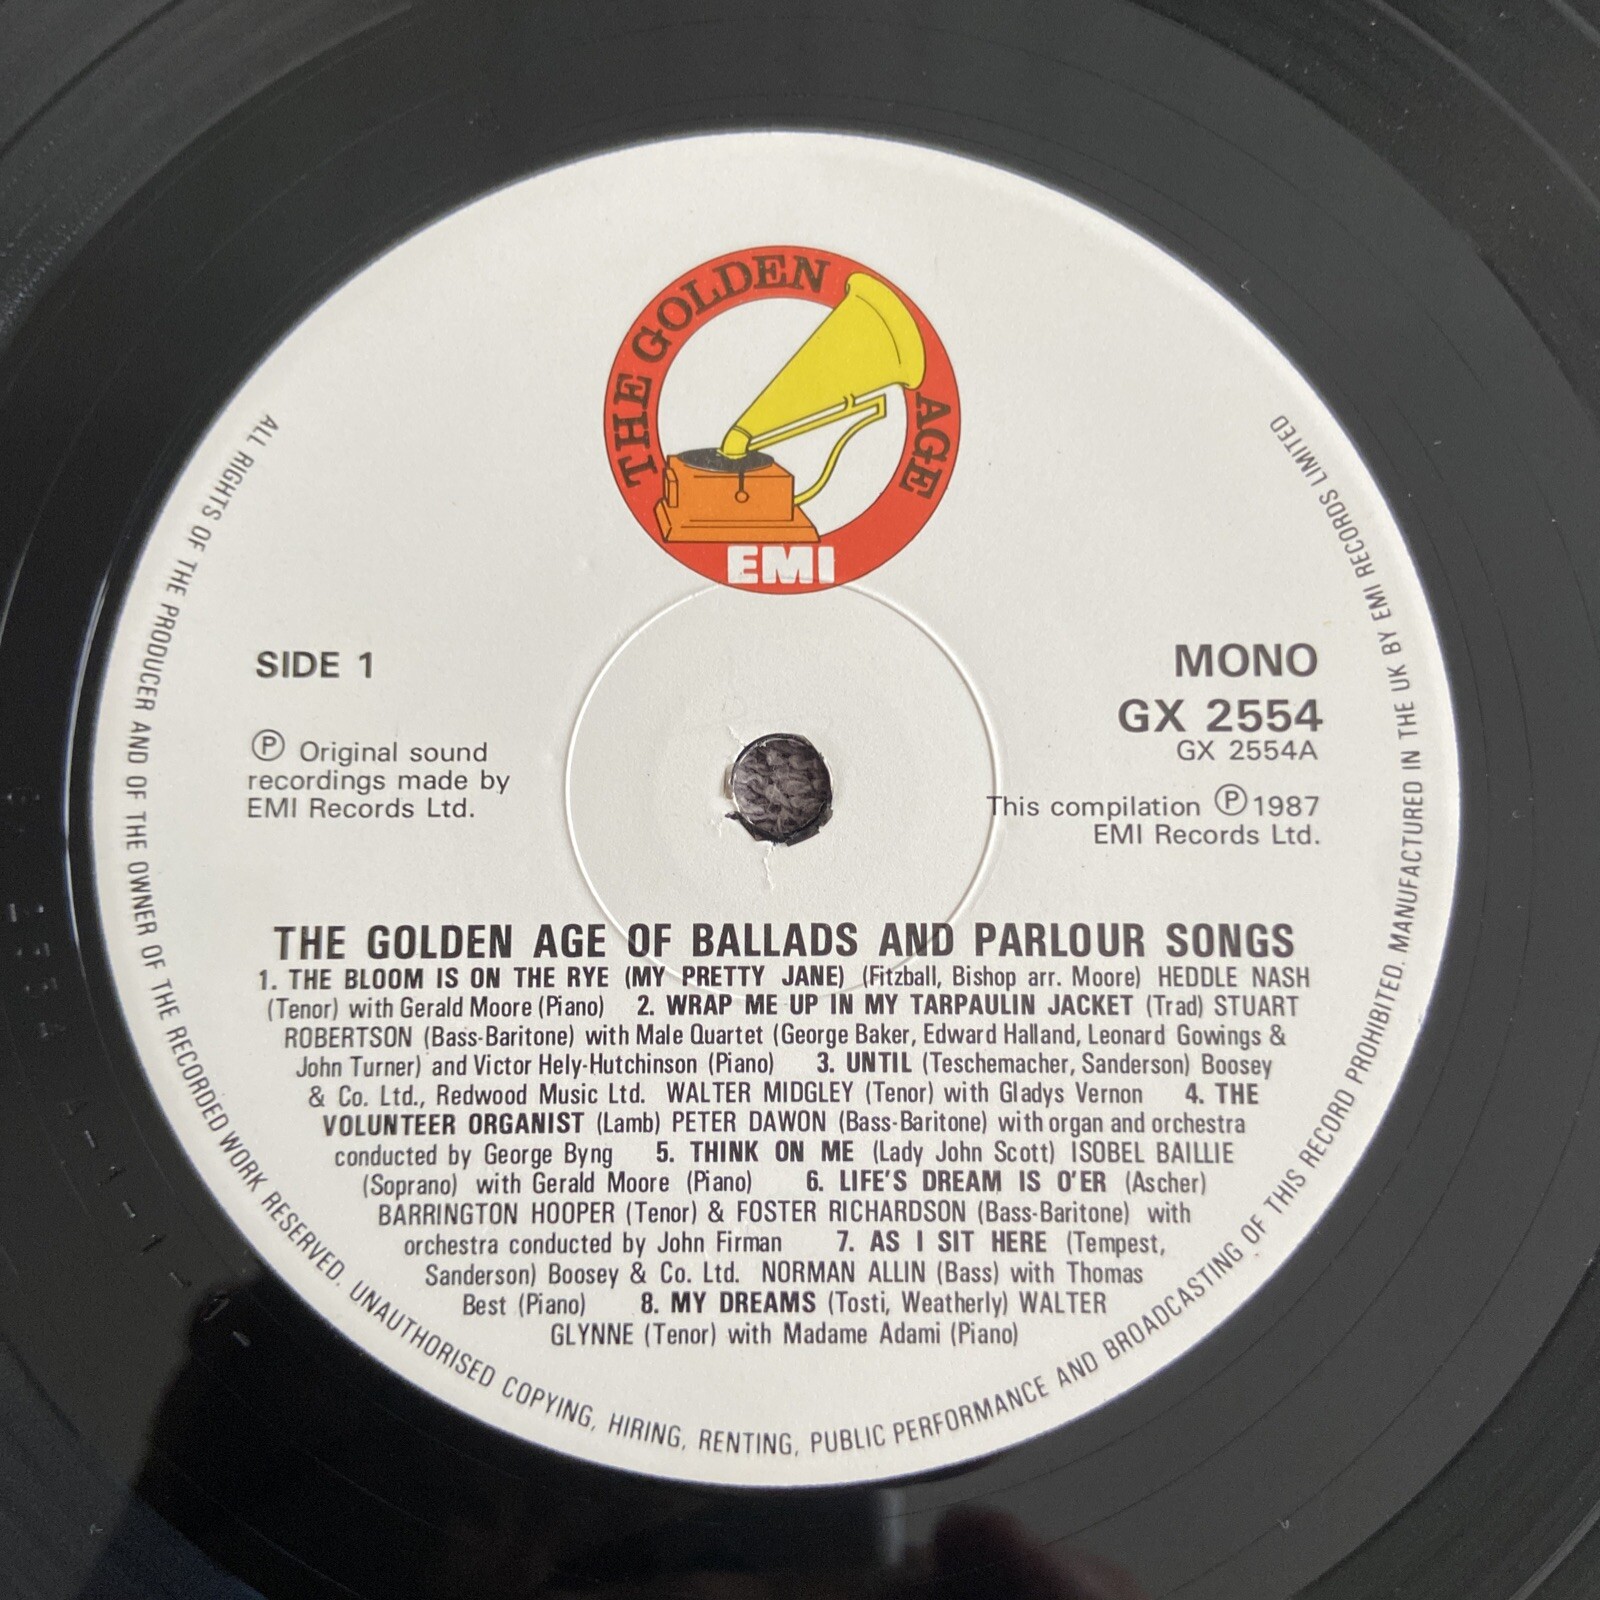 THE GOLDEN AGE
EMI
SIDE 1
MONO
GX 2554
GX 2554A
Ⓟ Original sound
recordings made by
EMI Records Ltd.
This compilation Ⓟ1987
EMI Records Ltd.
THE GOLDEN AGE OF BALLADS AND PARLOUR SONGS
1. THE BLOOM IS ON THE RYE (MY PRETTY JANE) (Fitzball, Bishop arr. Moore) HEDDLE NASH
(Tenor) with Gerald Moore (Piano) 2. WRAP ME UP IN MY TARPAULIN JACKET (Trad) STUART
ROBERTSON (Bass-Baritone) with Male Quartet (George Baker, Edward Halland, Leonard Gowings &
John Turner) and Victor Hely-Hutchinson (Piano) 3. UNTIL (Teschemacher, Sanderson) Boosey
& Co. Ltd., Redwood Music Ltd. WALTER MIDGLEY (Tenor) with Gladys Vernon 4. THE
VOLUNTEER ORGANIST (Lamb) PETER DAWON (Bass-Baritone) with organ and orchestra
conducted by George Byng 5. THINK ON ME (Lady John Scott) ISOBEL BAILLIE
(Soprano) with Gerald Moore (Piano) 6. LIFE'S DREAM IS O'ER (Ascher)
BARRINGTON HOOPER (Tenor) & FOSTER RICHARDSON (Bass-Baritone) with
orchestra conducted by John Firman 7. AS I SIT HERE (Tempest,
Sanderson) Boosey & Co. Ltd. NORMAN ALLIN (Bass) with Thomas
Best (Piano) 8. MY DREAMS (Tosti, Weatherly) WALTER
GLYNNE (Tenor) with Madame Adami (Piano)
ALL RIGHTS OF THE PRODUCER AND OF THE OWNER OF THE RECORDED WORK RESERVED. UNAUTHORISED COPYING, HIRING, RENTING, PUBLIC PERFORMANCE AND BROADCASTING OF THIS RECORD PROHIBITED. MANUFACTURED IN THE UK BY EMI RECORDS LIMITED